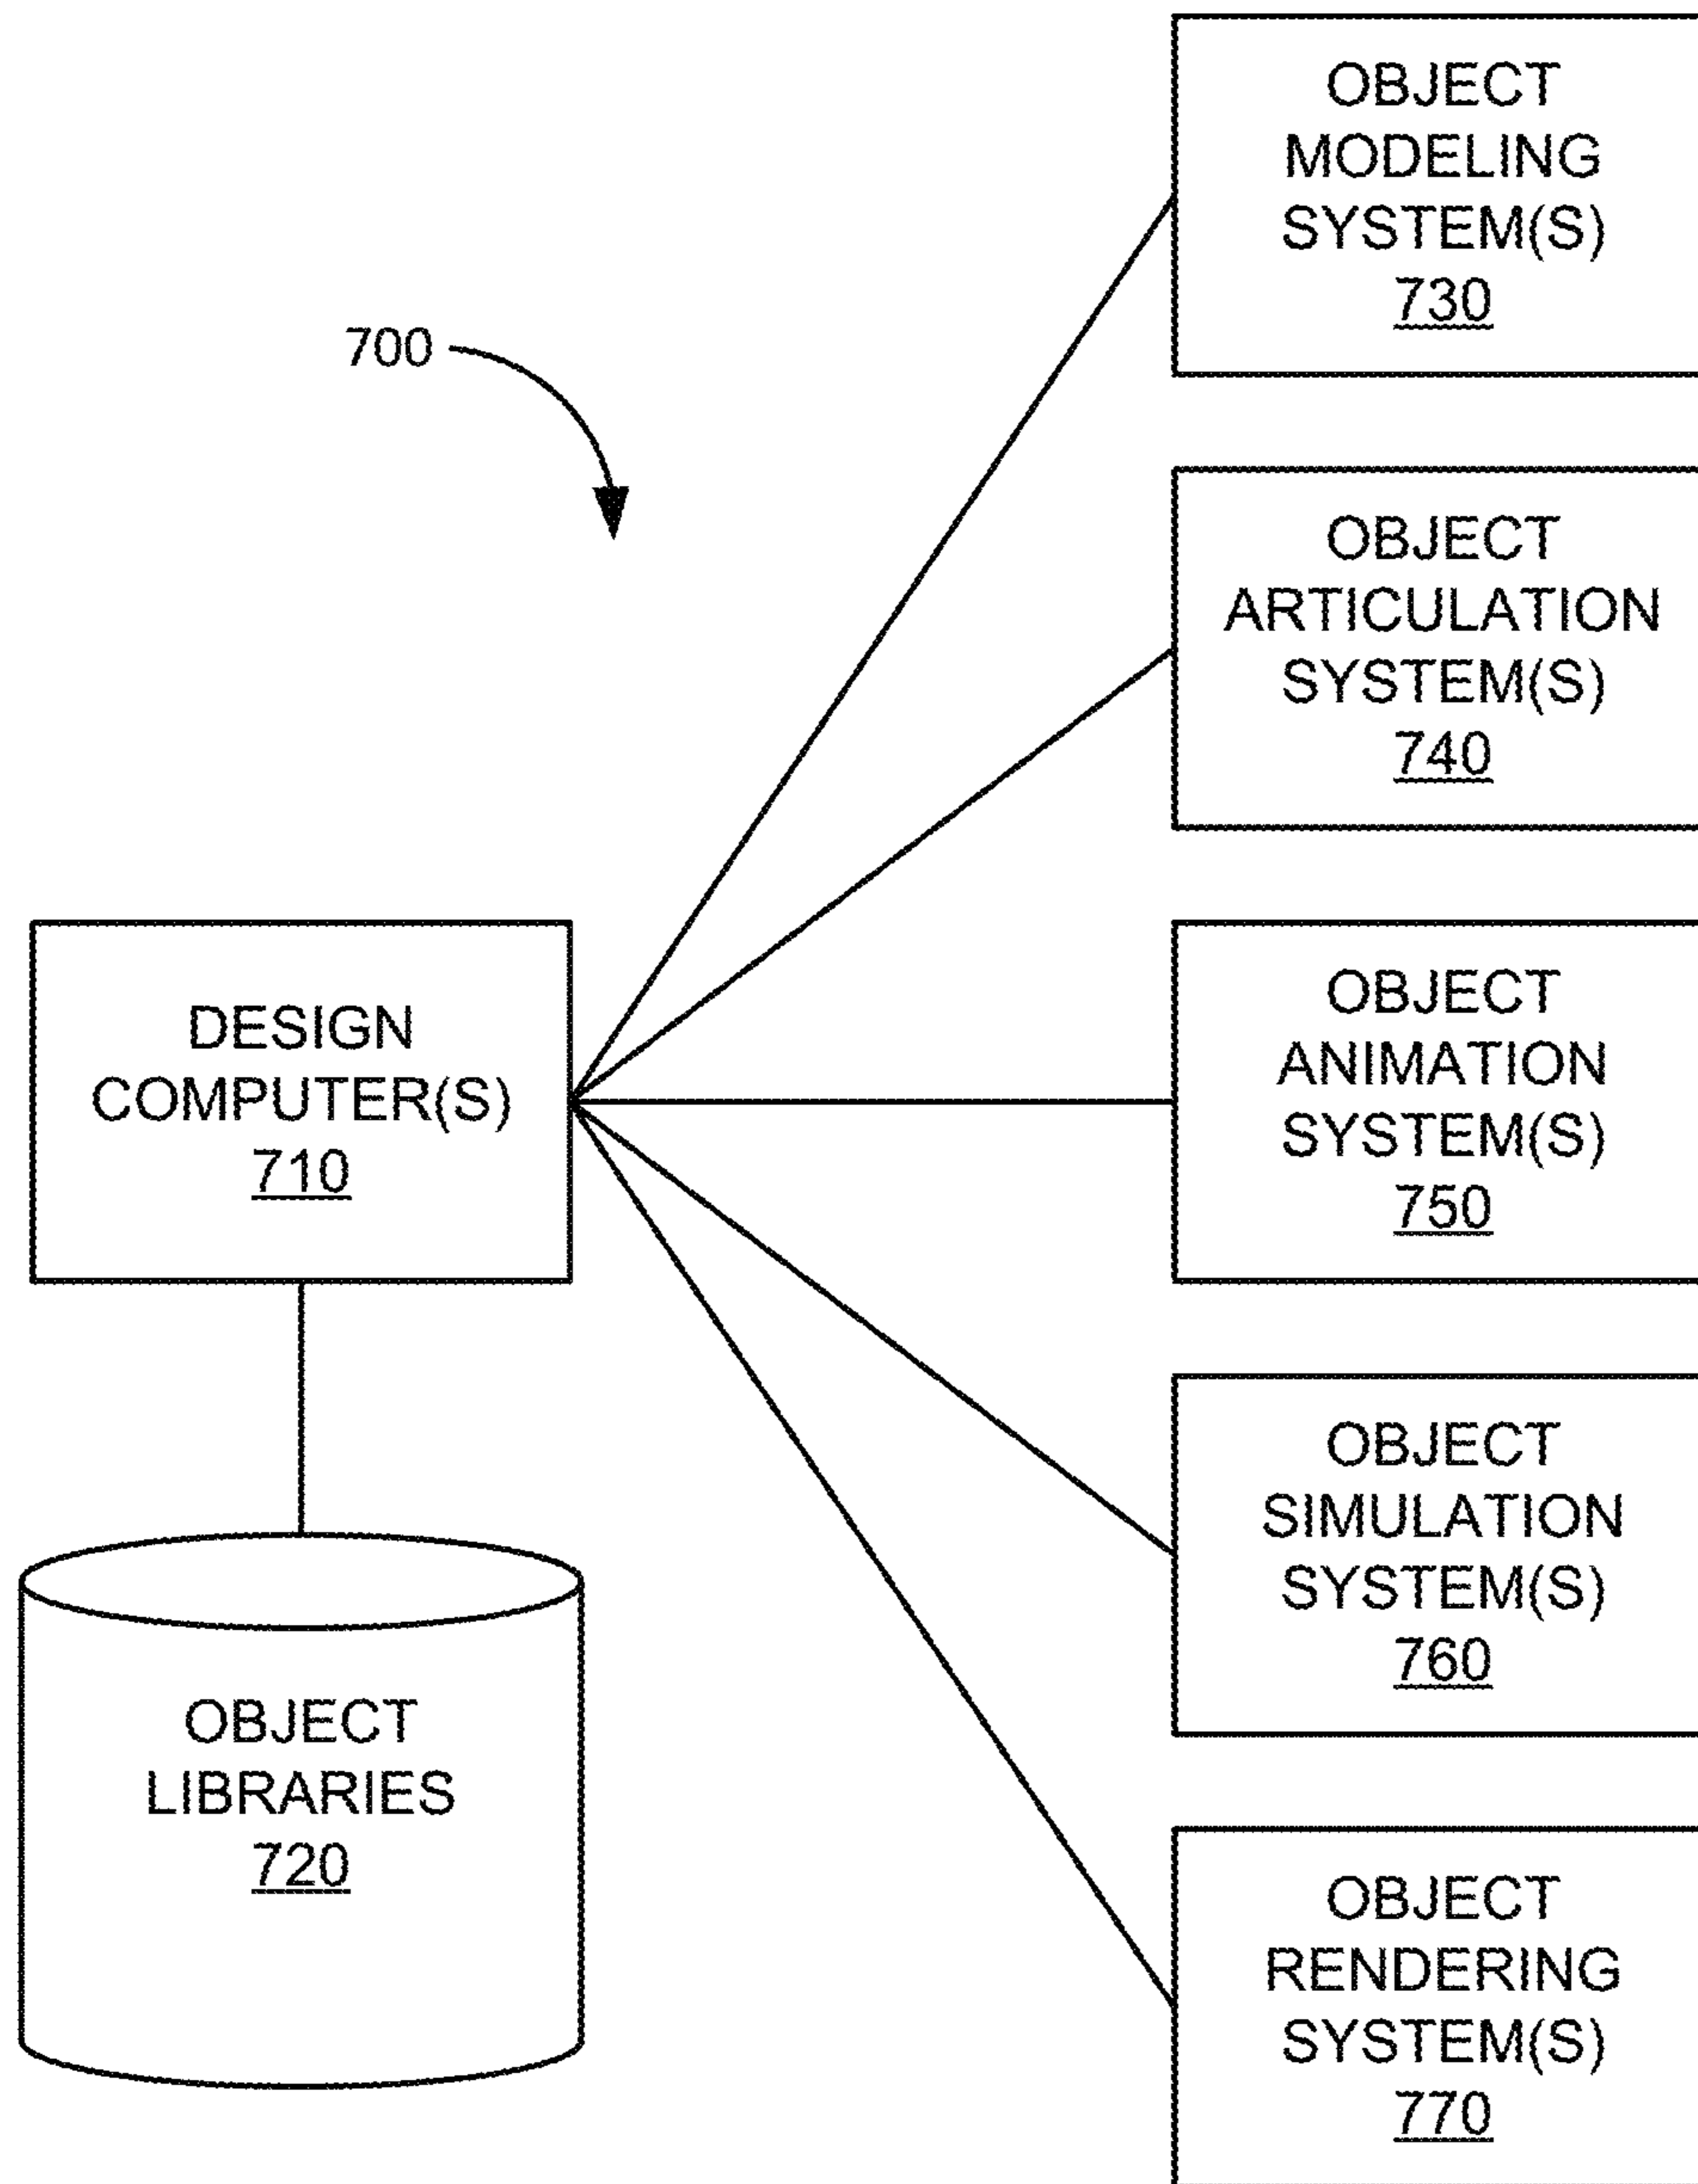 OBJECT
MODELING
SYSTEM(S)
730
700
OBJECT
ARTICULATION
SYSTEM(S)
740
DESIGN
COMPUTER(S)
710
OBJECT
ANIMATION
SYSTEM(S)
750
OBJECT
SIMULATION
SYSTEM(S)
760
OBJECT
LIBRARIES
720
OBJECT
RENDERING
SYSTEM(S)
770